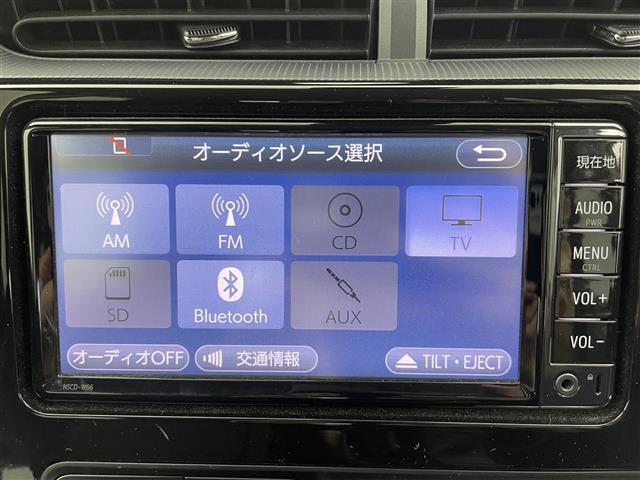 オーディオソース選択
現在地
AM
FM
CD
TV
AUDIO
PWR
SD
Bluetooth
AUX
MENU
CTRL
VOL+
オーディオOFF
交通情報
TILT・EJECT
VOL-
NSCD-W66